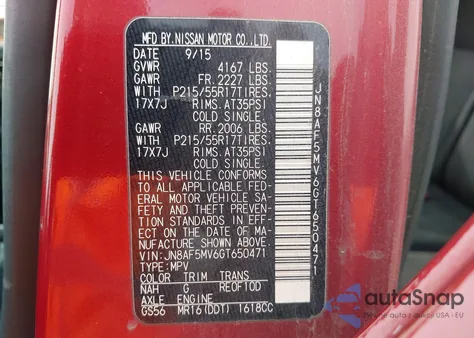 MFD BY NISSAN MOTOR CO., LTD.
DATE 9/15
GVWR 4167 LBS.
GAWR FR. 2227 LBS.
WITH P215/55R17TIRES.
17X7J RIMS. AT35PSI
COLD SINGLE.
GAWR RR. 2006 LBS.
WITH P215/55R17TIRES.
17X7J RIMS. AT35PSI
COLD SINGLE.
THIS VEHICLE CONFORMS
TO ALL APPLICABLE FED-
ERAL MOTOR VEHICLE SA-
FETY AND THEFT PREVEN-
TION STANDARDS IN EFF-
ECT ON THE DATE OF MA-
NUFACTURE SHOWN ABOVE.
VIN: JN8AF5MV6GT650471
TYPE: MPV
COLOR TRIM TRANS
NAH G RE0F10D
AXLE ENGINE
GS56 MR16(DDT) 1618CC
JN8AF5MV6GT650471
autoSnap
Copart USA & IAAI Statistics